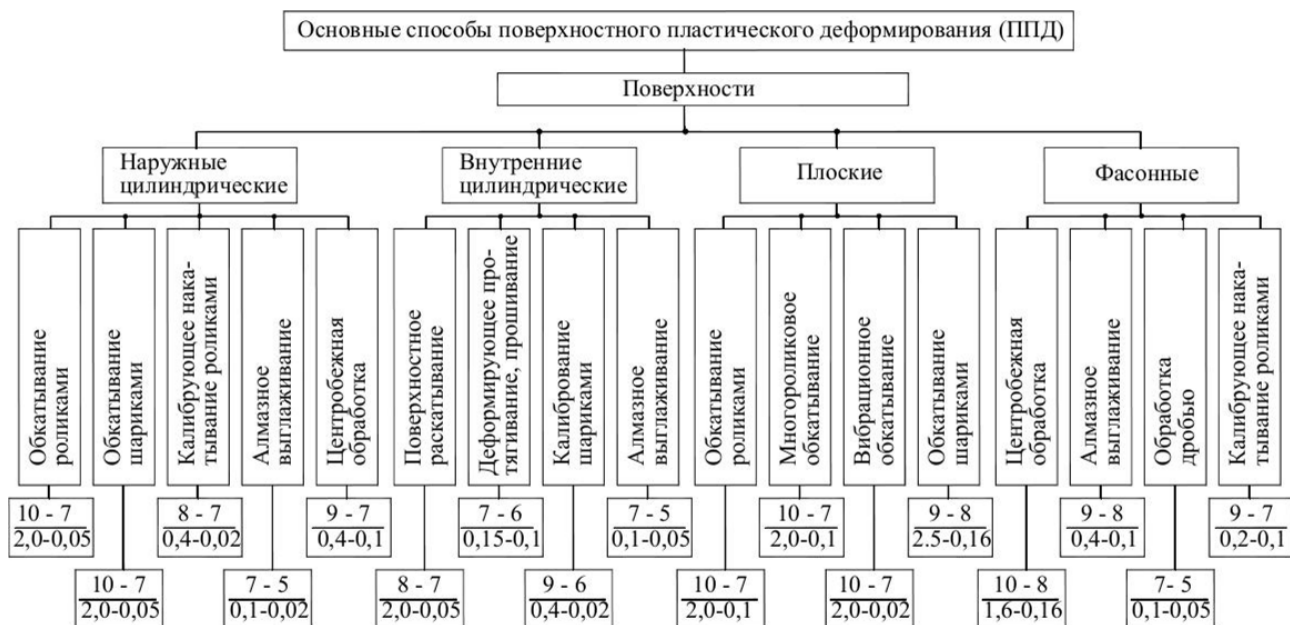 Основные способы поверхностного пластического деформирования (ППД)
Поверхности
Наружные
цилиндрические
Внутренние
цилиндрические
Плоские
Фасонные
Обкатывание
роликами
Обкатывание
шариками
Калибрующее нака-
тывание роликами
Алмазное
выглаживание
Центробежная
обработка
Поверхностное
раскатывание
Деформирующее про-
тягивание, прошивание
Калибрование
шариками
Алмазное
выглаживание
Обкатывание
роликами
Многороликовое
обкатывание
Вибрационное
обкатывание
Обкатывание
шариками
Центробежная
обработка
Алмазное
выглаживание
Обработка
дробью
Калибрующее нака-
тывание роликами
10 - 7
2,0-0,05
8 - 7
0,4-0,02
9 - 7
0,4-0,1
7 - 6
0,15-0,1
7 - 5
0,1-0,05
10 - 7
2,0-0,1
9 - 8
2.5-0,16
9 - 8
0,4-0,1
9 - 7
0,2-0,1
10 - 7
2,0-0,05
7 - 5
0,1-0,02
8 - 7
2,0-0,05
9 - 6
0,4-0,02
10 - 7
2,0-0,1
10 - 7
2,0-0,02
10 - 8
1,6-0,16
7- 5
0,1-0,05